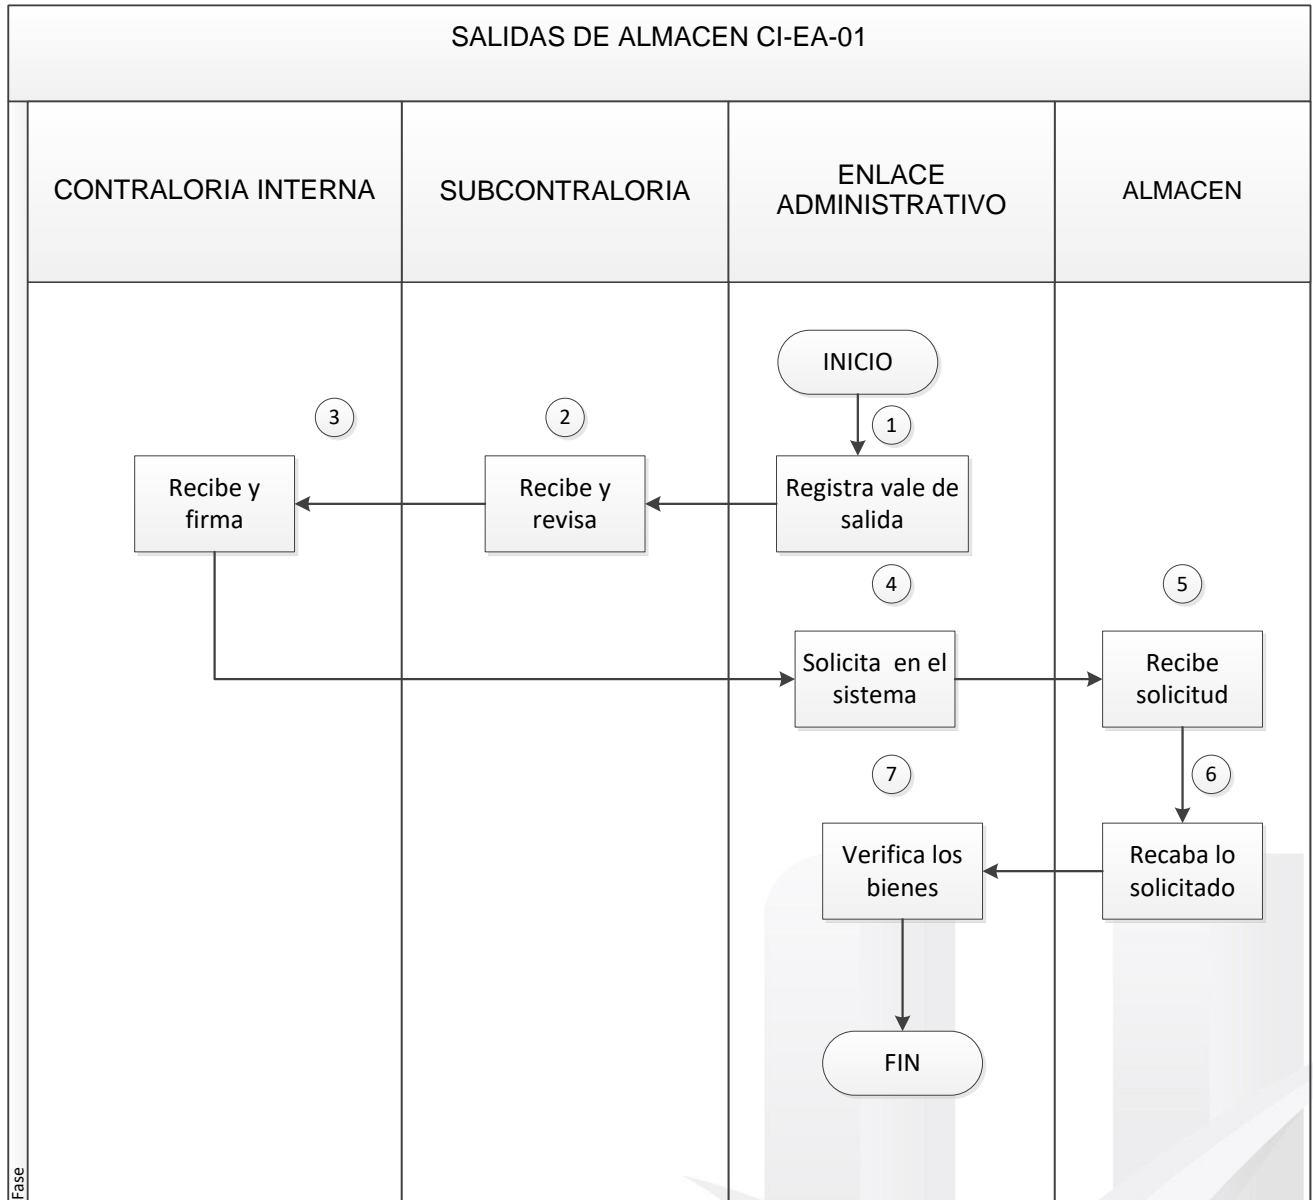 SALIDAS DE ALMACEN CI-EA-01
CONTRALORIA INTERNA
SUBCONTRALORIA
ENLACE
ADMINISTRATIVO
ALMACEN
INICIO
1
2
3
Registra vale de
salida
Recibe y
revisa
Recibe y
firma
4
5
Solicita en el
sistema
Recibe
solicitud
6
7
Recaba lo
solicitado
Verifica los
bienes
FIN
Fase